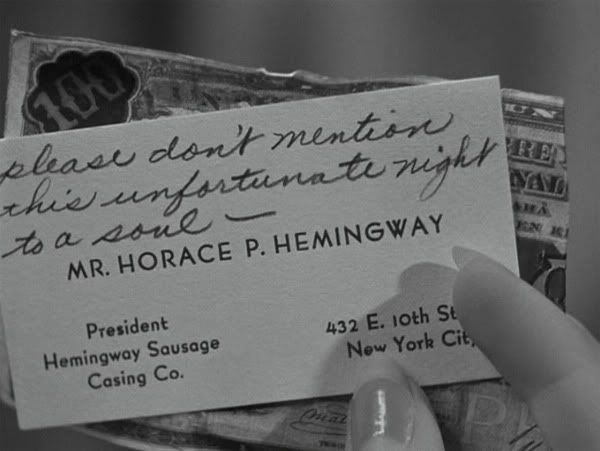 100
please don't mention
this unfortunate night
to a soul —
MR. HORACE P. HEMINGWAY
President
Hemingway Sausage
Casing Co.
432 E. 10th St
New York Cit